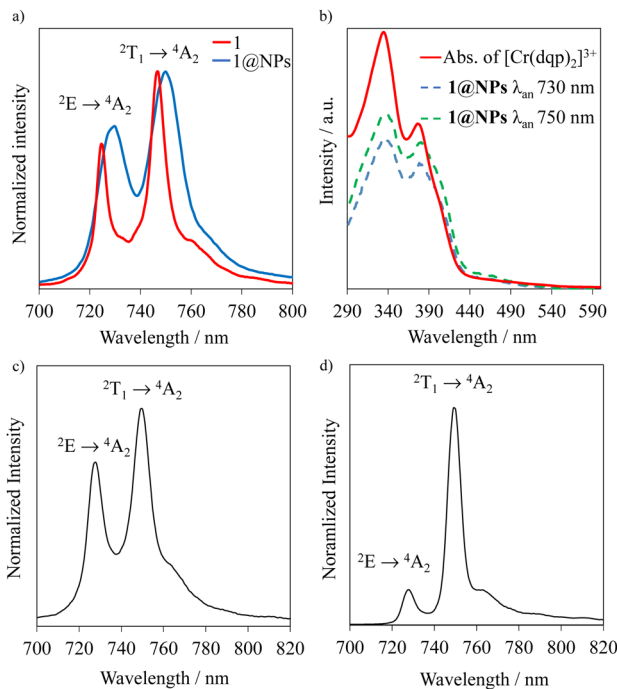 a)
Normalized intensity
²T₁ → ⁴A₂
²E → ⁴A₂
1
1@NPs
700 720 740 760 780 800
Wavelength / nm
b)
Intensity / a.u.
Abs. of [Cr(dqp)₂]³⁺
1@NPs λan 730 nm
1@NPs λan 750 nm
290 340 390 440 490 540 590
Wavelength / nm
c)
Normalized Intensity
²T₁ → ⁴A₂
²E → ⁴A₂
700 720 740 760 780 800 820
Wavelength / nm
d)
Noramlized Intensity
²T₁ → ⁴A₂
²E → ⁴A₂
700 720 740 760 780 800 820
Wavelength / nm